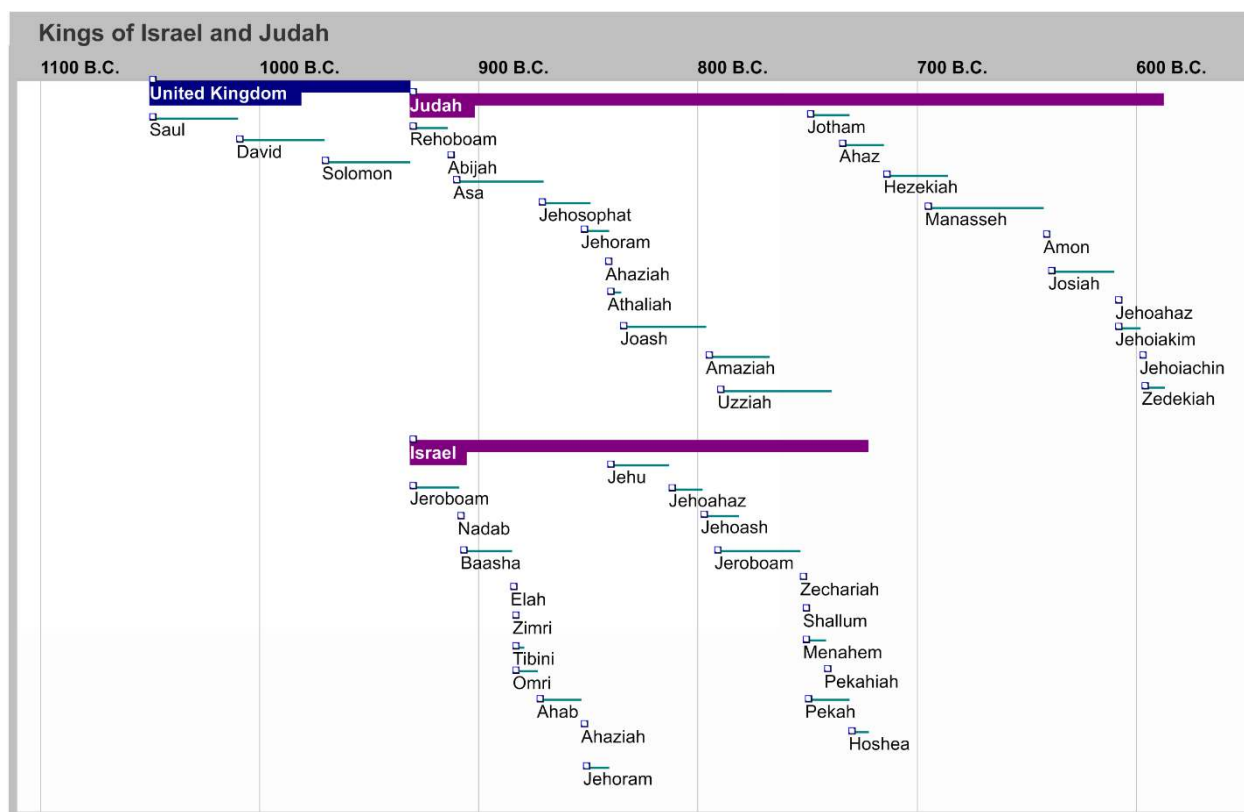 Kings of Israel and Judah
1100 B.C. 1000 B.C. 900 B.C. 800 B.C. 700 B.C. 600 B.C.
United Kingdom
Saul
David
Solomon
Judah
Rehoboam
Abijah
Asa
Jehosophat
Jehoram
Ahaziah
Athaliah
Joash
Amaziah
Uzziah
Jotham
Ahaz
Hezekiah
Manasseh
Amon
Josiah
Jehoahaz
Jehoiakim
Jehoiachin
Zedekiah
Israel
Jeroboam
Nadab
Baasha
Elah
Zimri
Tibini
Omri
Ahab
Ahaziah
Jehoram
Jehu
Jehoahaz
Jehoash
Jeroboam
Zechariah
Shallum
Menahem
Pekahiah
Pekah
Hoshea